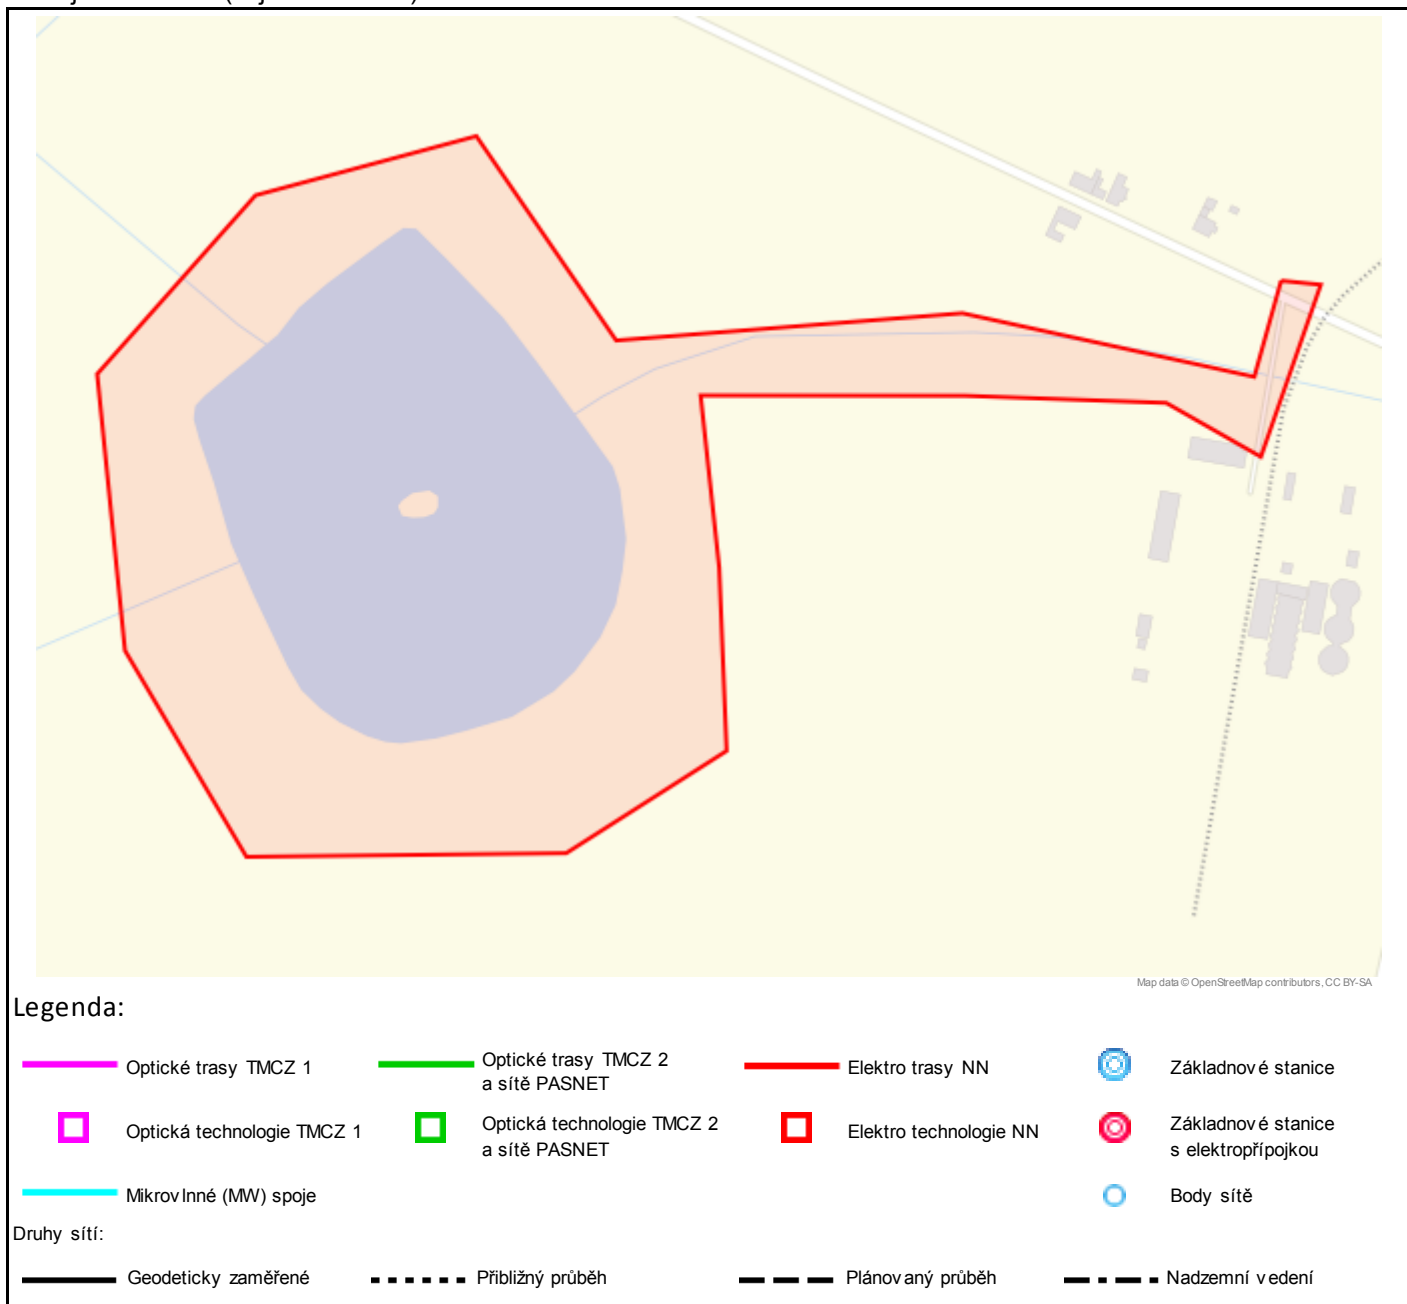 Map data © OpenStreetMap contributors, CC BY-SA
Legenda:
Optické trasy TMCZ 1
Optické trasy TMCZ 2
a sítě PASNET
Elektro trasy NN
Základnové stanice
Optická technologie TMCZ 1
Optická technologie TMCZ 2
a sítě PASNET
Elektro technologie NN
Základnové stanice
s elektropřípojkou
Mikrovlnné (MW) spoje
Body sítě
Druhy sítí:
Geodeticky zaměřené
Přibližný průběh
Plánovaný průběh
Nadzemní vedení